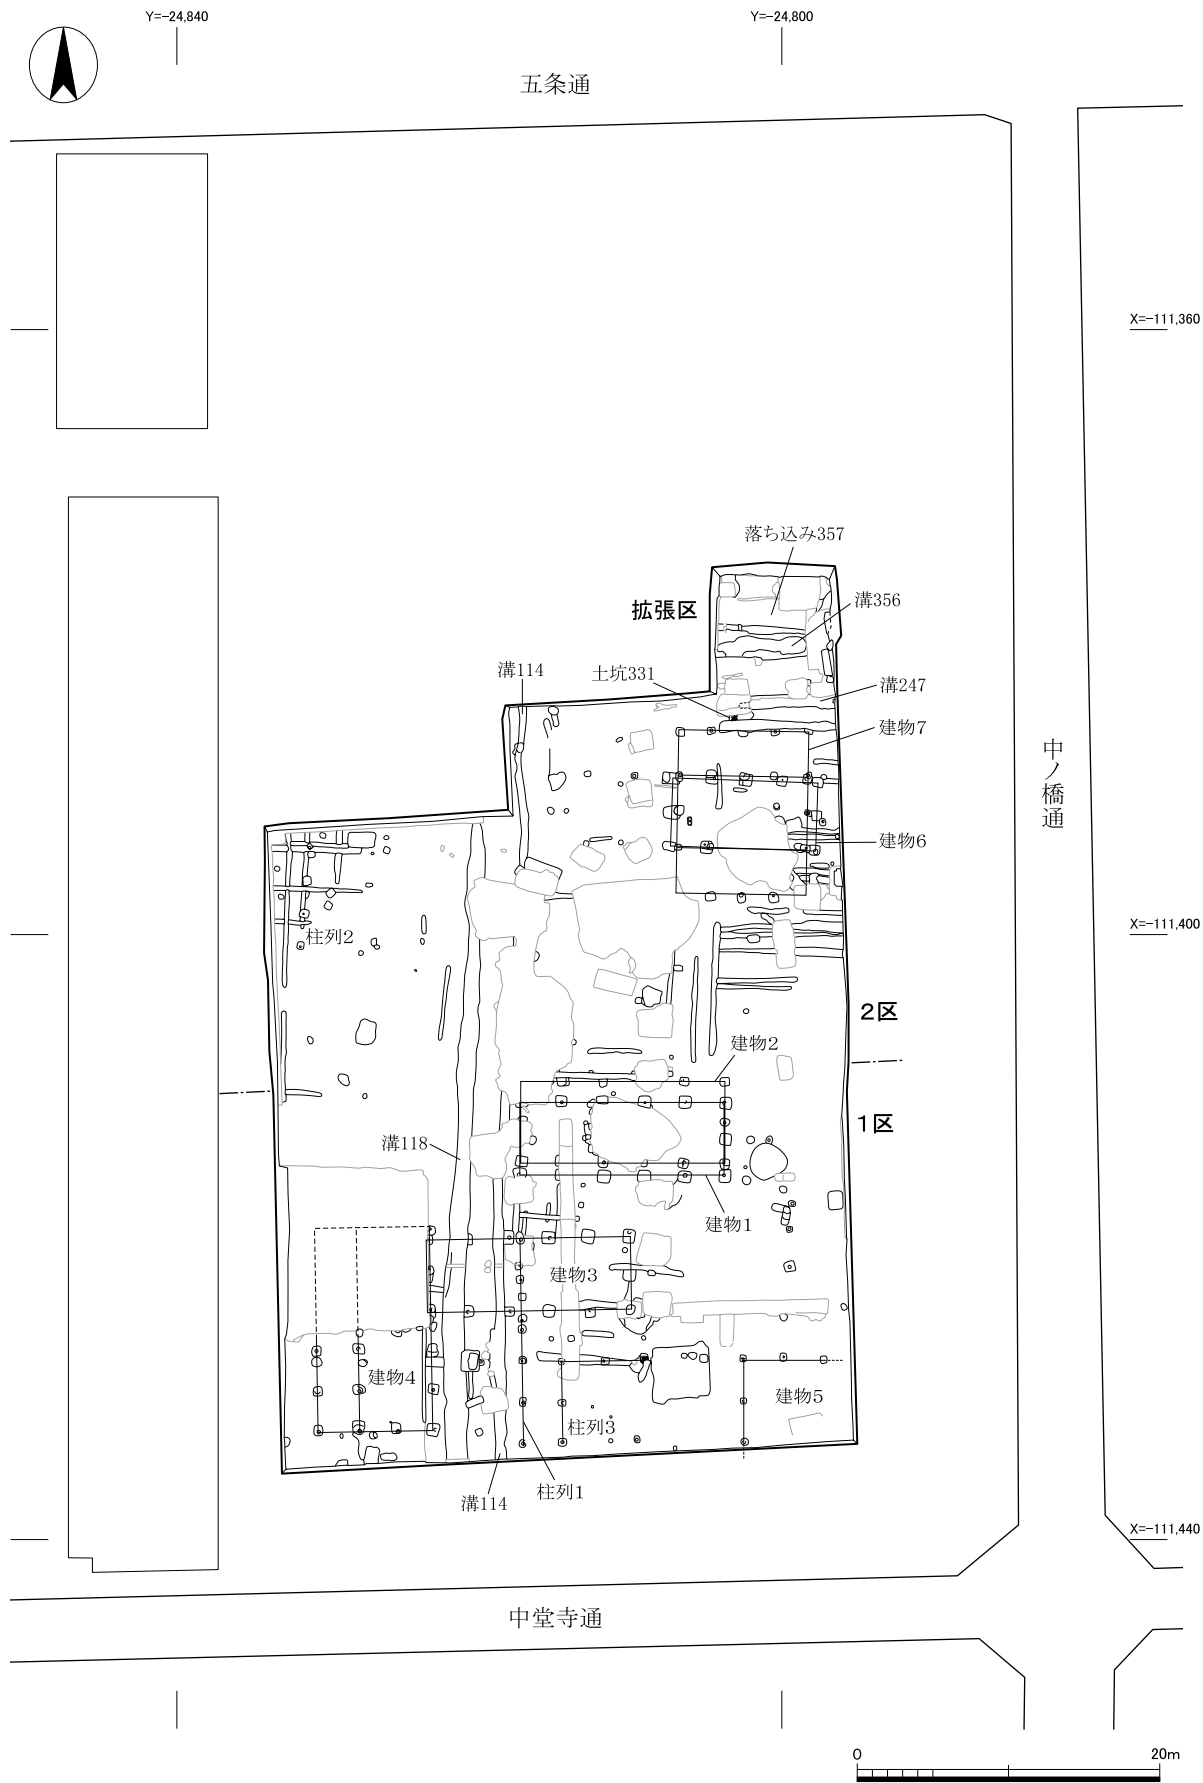 Y=-24,840
Y=-24,800
五条通
X=-111,360
落ち込み357
拡張区
溝356
溝114
土坑331
溝247
建物7
中ノ橋通
建物6
X=-111,400
柱列2
2区
建物2
1区
溝118
建物1
建物3
建物4
建物5
柱列3
柱列1
溝114
X=-111,440
中堂寺通
0
20m